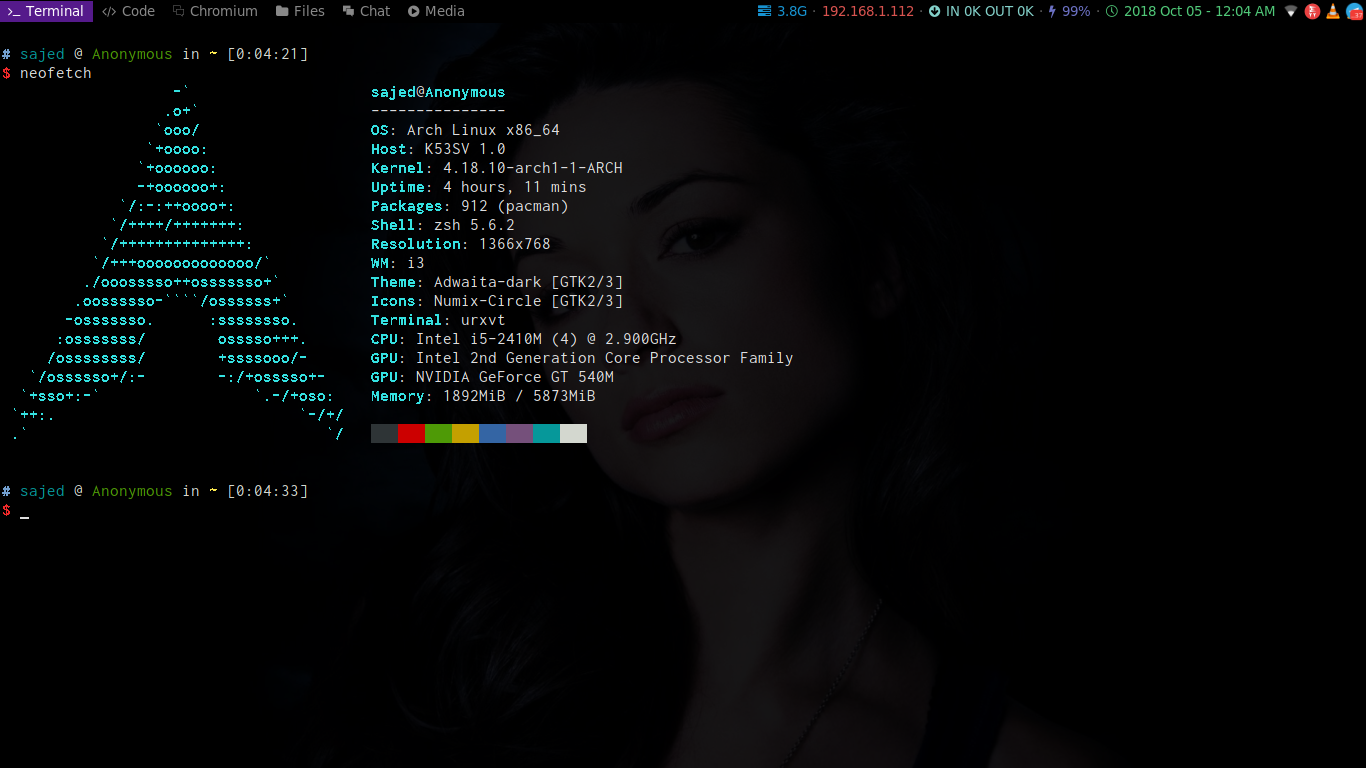 Terminal Code Chromium Files Chat Media 3.8G · 192.168.1.112 · IN 0K OUT 0K · 99% · 2018 Oct 05 - 12:04 AM
# sajed @ Anonymous in ~ [0:04:21]
$ neofetch
-`
.o+`
`ooo/
`+oooo:
`+oooooo:
-+oooooo+:
`/:-:++oooo+:
`/++++/+++++++:
`/++++++++++++++:
`/+++ooooooooooooo/`
./ooosssso++osssssso+`
.oossssso-````/ossssss+`
-osssssso. :ssssssso.
:osssssss/ osssso+++.
/ossssssss/ +ssssooo/-
`/ossssso+/:- -:/+osssso+-
`+sso+:-` `.-/+oso:
`++:. `-/+/
.` `/
sajed@Anonymous
---------------
OS: Arch Linux x86_64
Host: K53SV 1.0
Kernel: 4.18.10-arch1-1-ARCH
Uptime: 4 hours, 11 mins
Packages: 912 (pacman)
Shell: zsh 5.6.2
Resolution: 1366x768
WM: i3
Theme: Adwaita-dark [GTK2/3]
Icons: Numix-Circle [GTK2/3]
Terminal: urxvt
CPU: Intel i5-2410M (4) @ 2.900GHz
GPU: Intel 2nd Generation Core Processor Family
GPU: NVIDIA GeForce GT 540M
Memory: 1892MiB / 5873MiB
# sajed @ Anonymous in ~ [0:04:33]
$ _